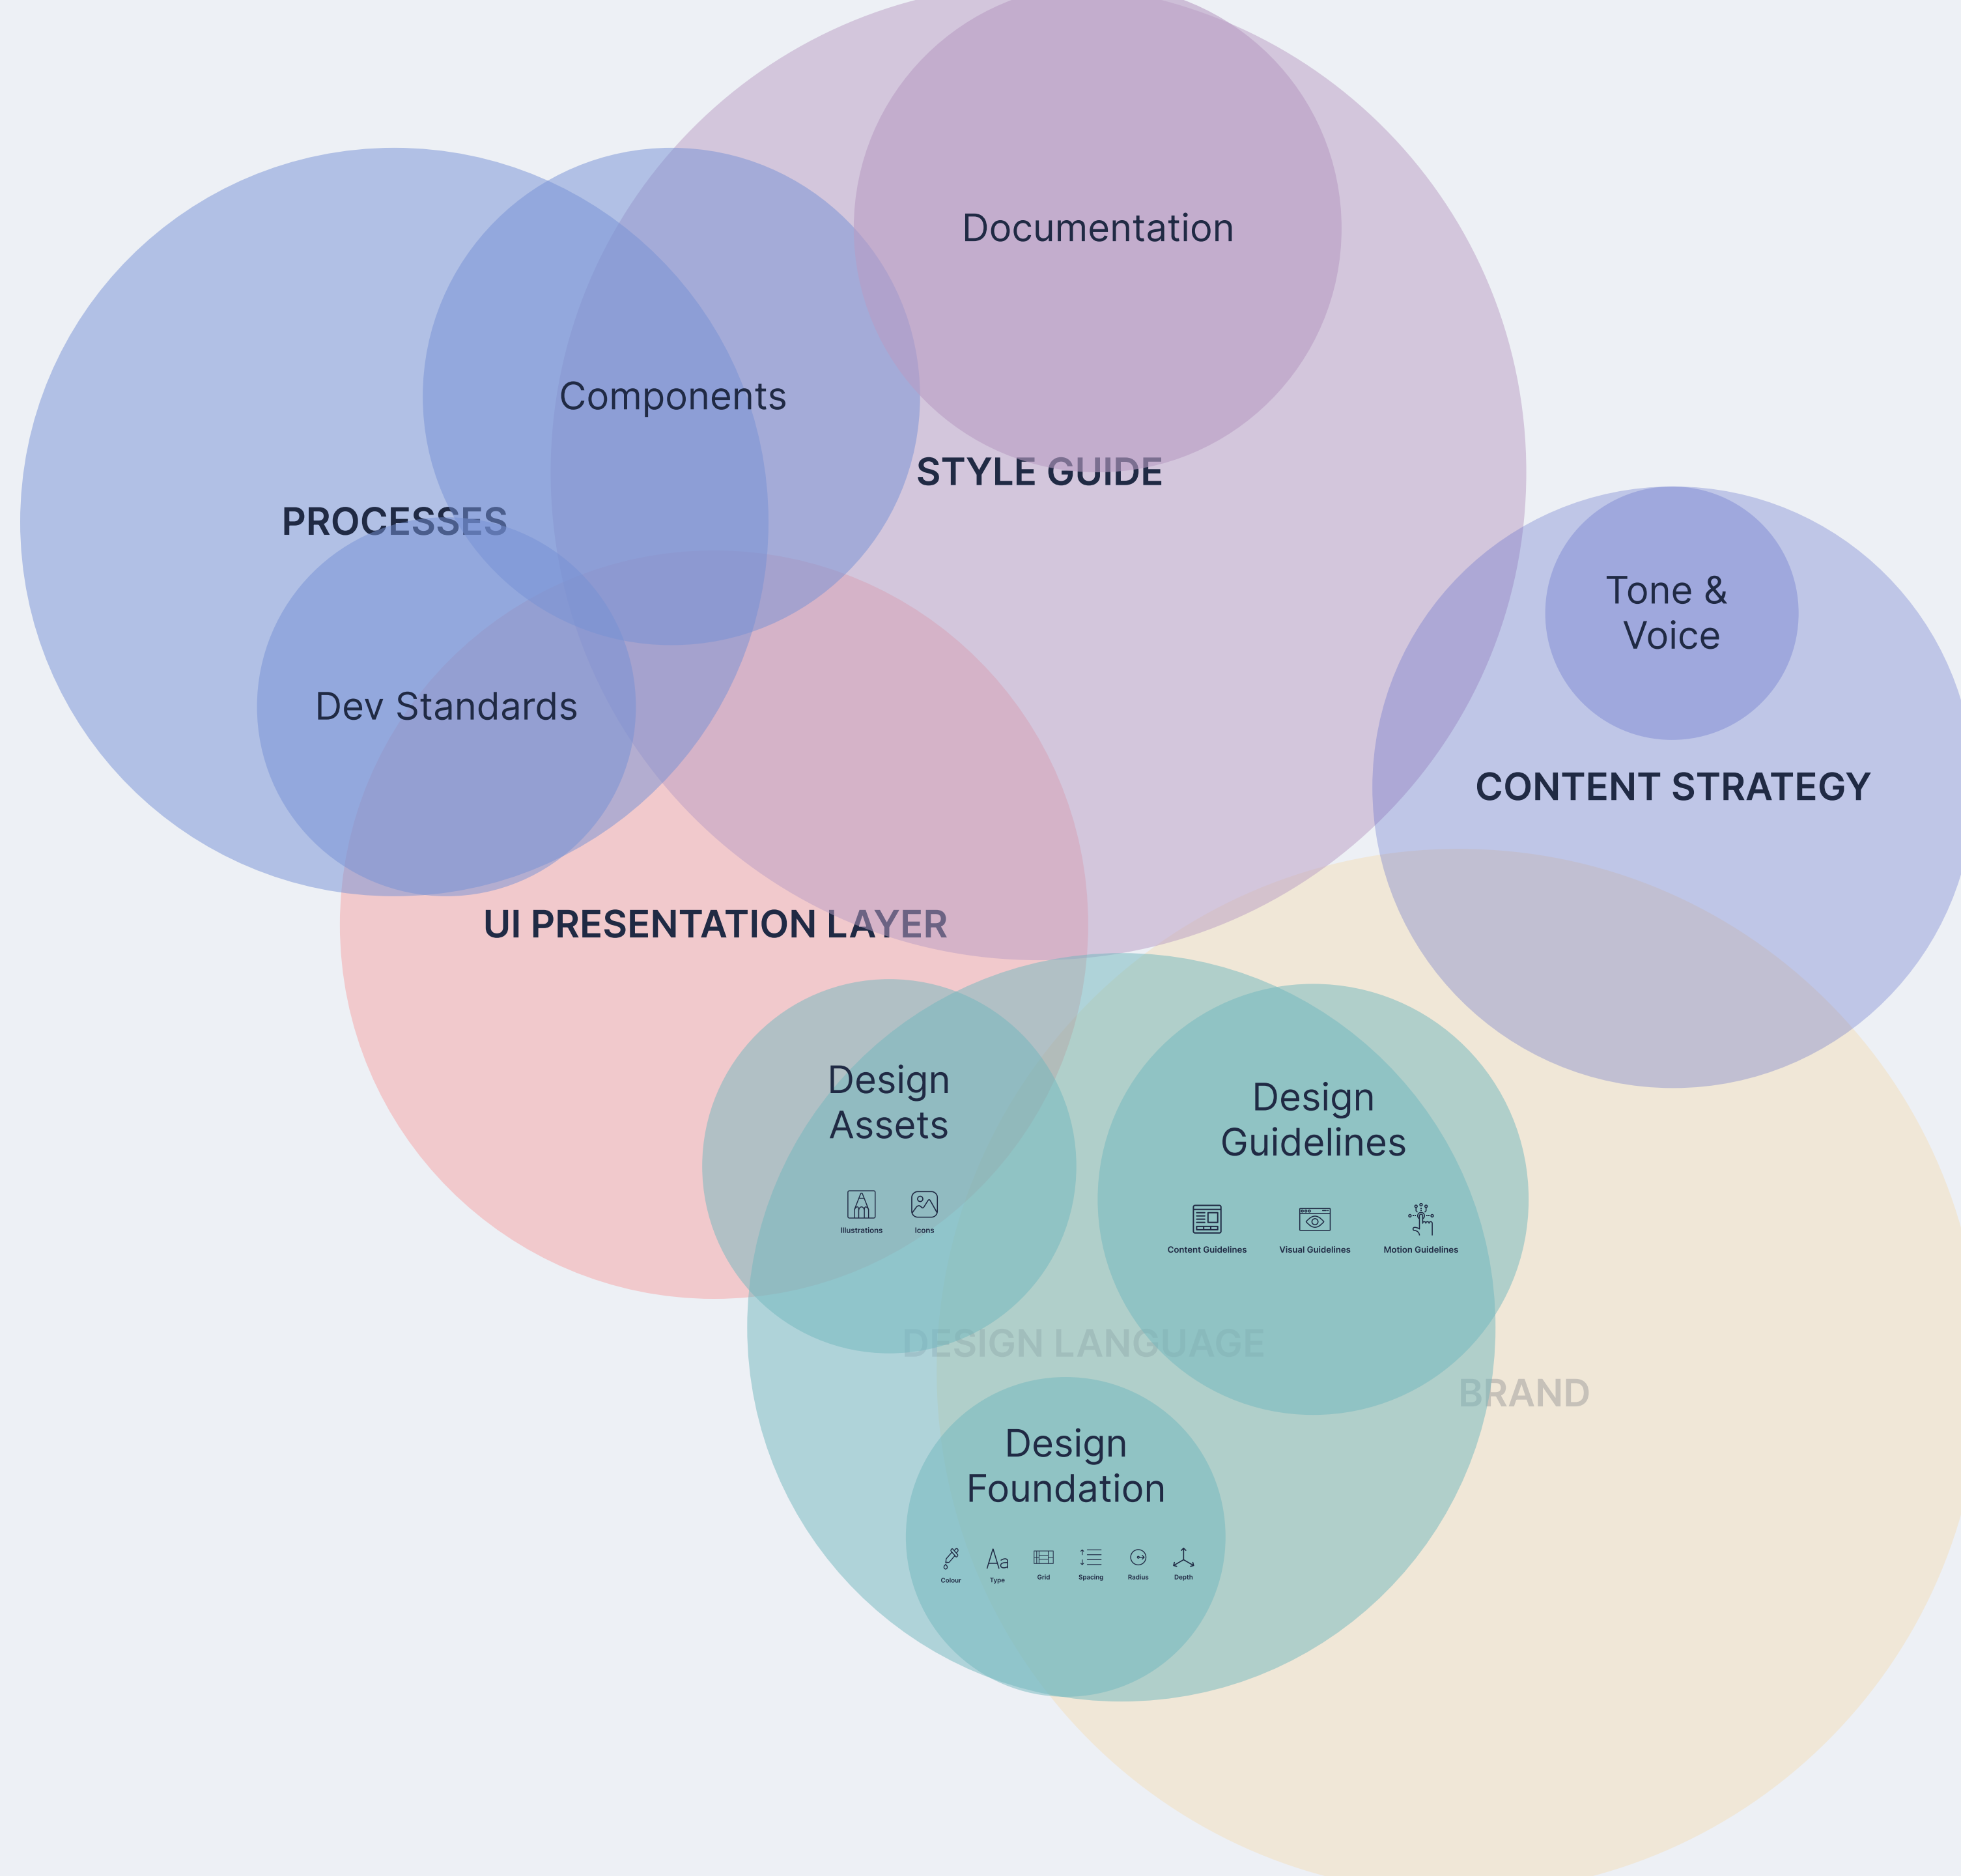 Documentation
Components
STYLE GUIDE
PROCESSES
Tone &
Voice
Dev Standards
CONTENT STRATEGY
UI PRESENTATION LAYER
Design
Assets
Illustrations
Icons
Design
Guidelines
Content Guidelines
Visual Guidelines
Motion Guidelines
DESIGN LANGUAGE
BRAND
Design
Foundation
Aa
Colour
Type
Grid
Spacing
Radius
Depth